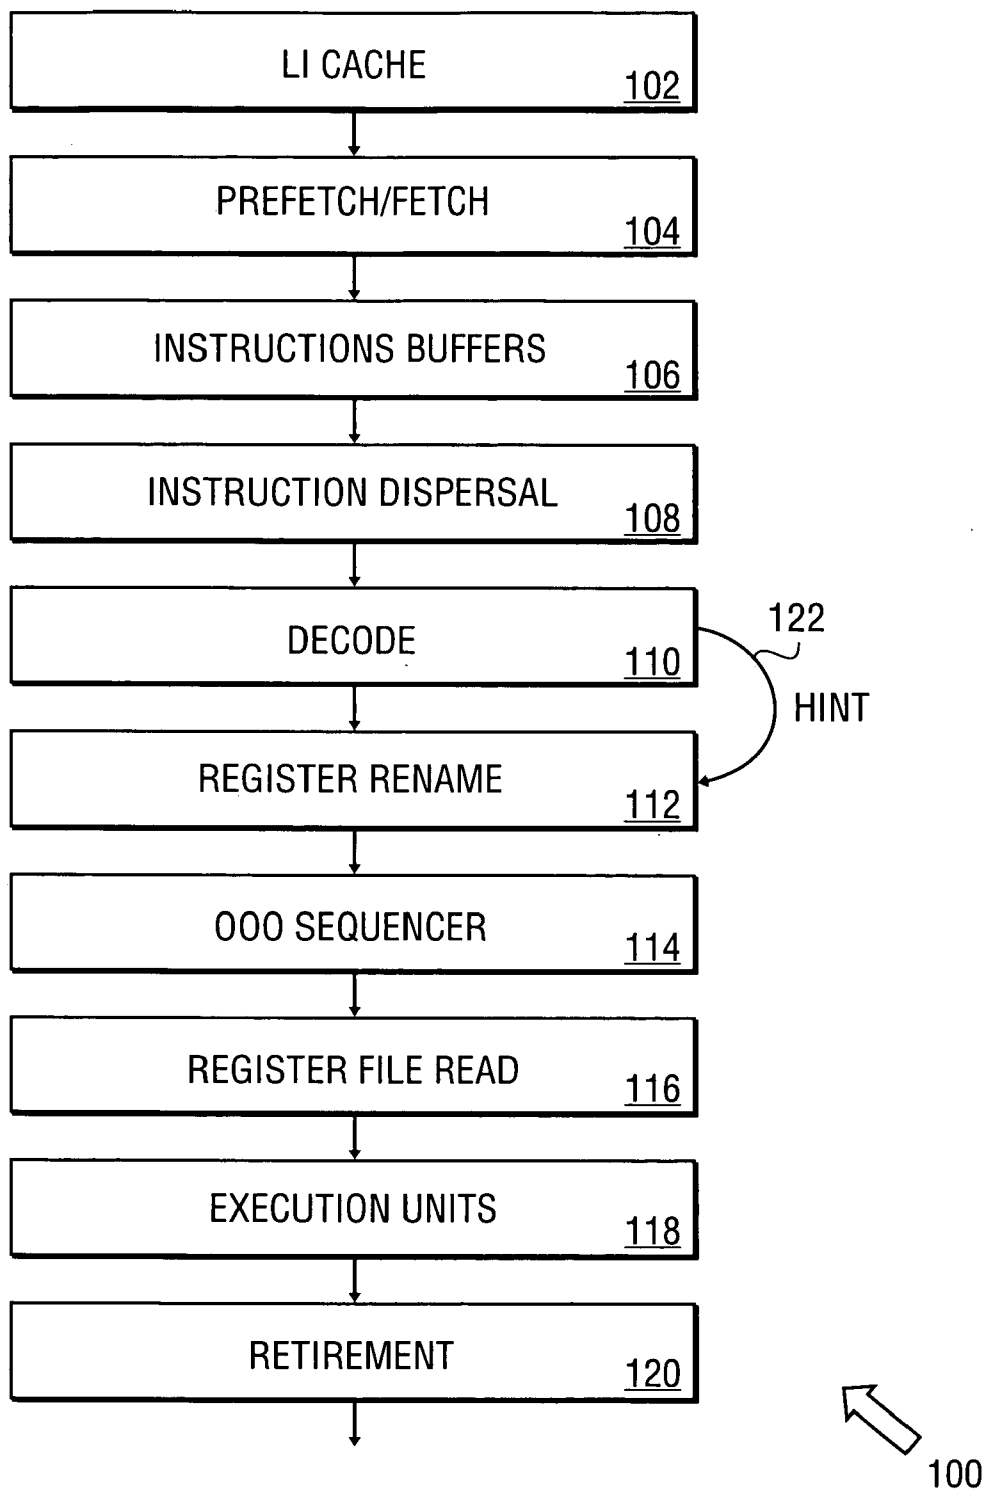 LI CACHE
102
PREFETCH/FETCH
104
INSTRUCTIONS BUFFERS
106
INSTRUCTION DISPERSAL
108
DECODE
110
122
HINT
REGISTER RENAME
112
OOO SEQUENCER
114
REGISTER FILE READ
116
EXECUTION UNITS
118
RETIREMENT
120
100